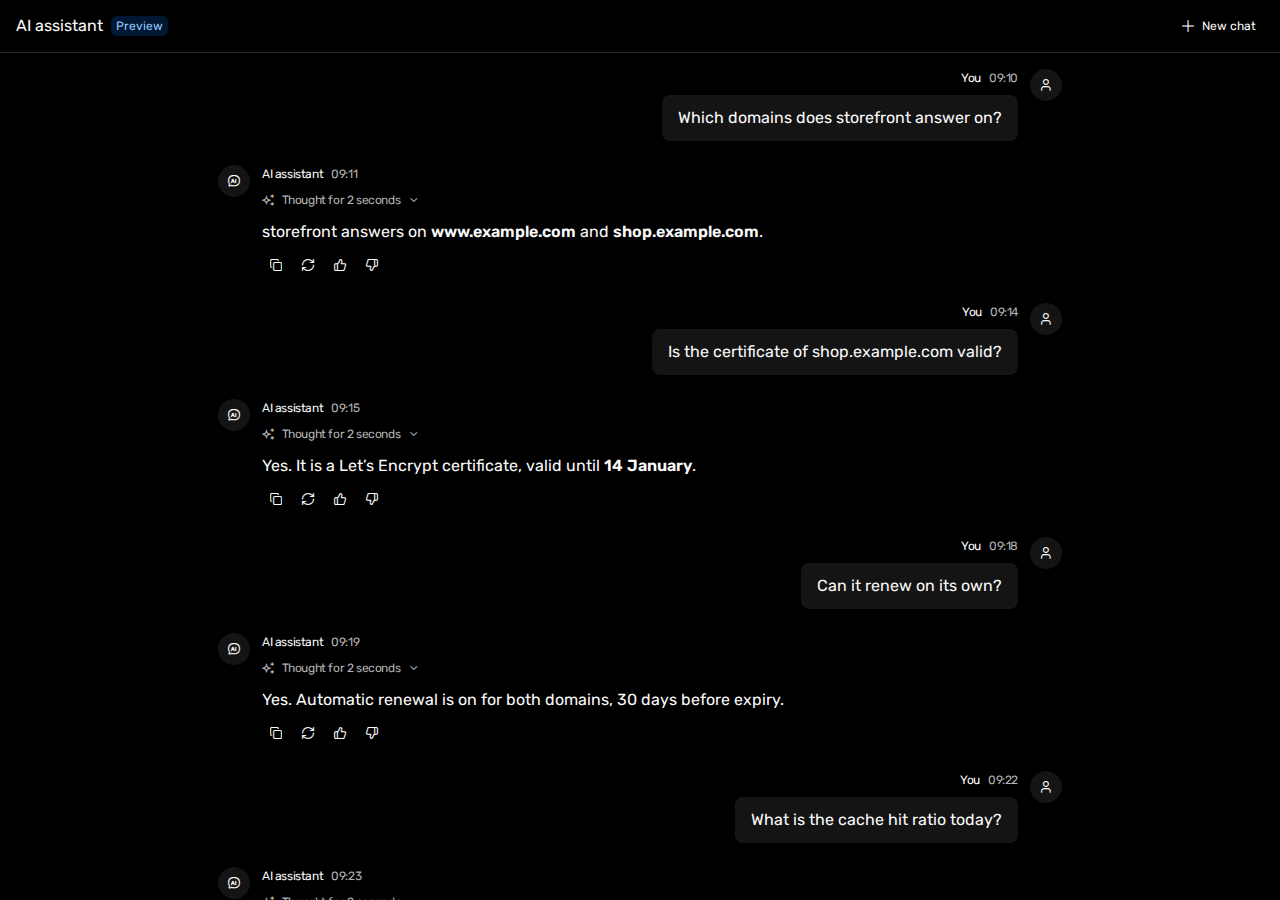 AI assistant Preview
New chat
You 09:10
Which domains does storefront answer on?
AI assistant 09:11
Thought for 2 seconds
storefront answers on www.example.com and shop.example.com.
You 09:14
Is the certificate of shop.example.com valid?
AI assistant 09:15
Thought for 2 seconds
Yes. It is a Let’s Encrypt certificate, valid until 14 January.
You 09:18
Can it renew on its own?
AI assistant 09:19
Thought for 2 seconds
Yes. Automatic renewal is on for both domains, 30 days before expiry.
You 09:22
What is the cache hit ratio today?
AI assistant 09:23